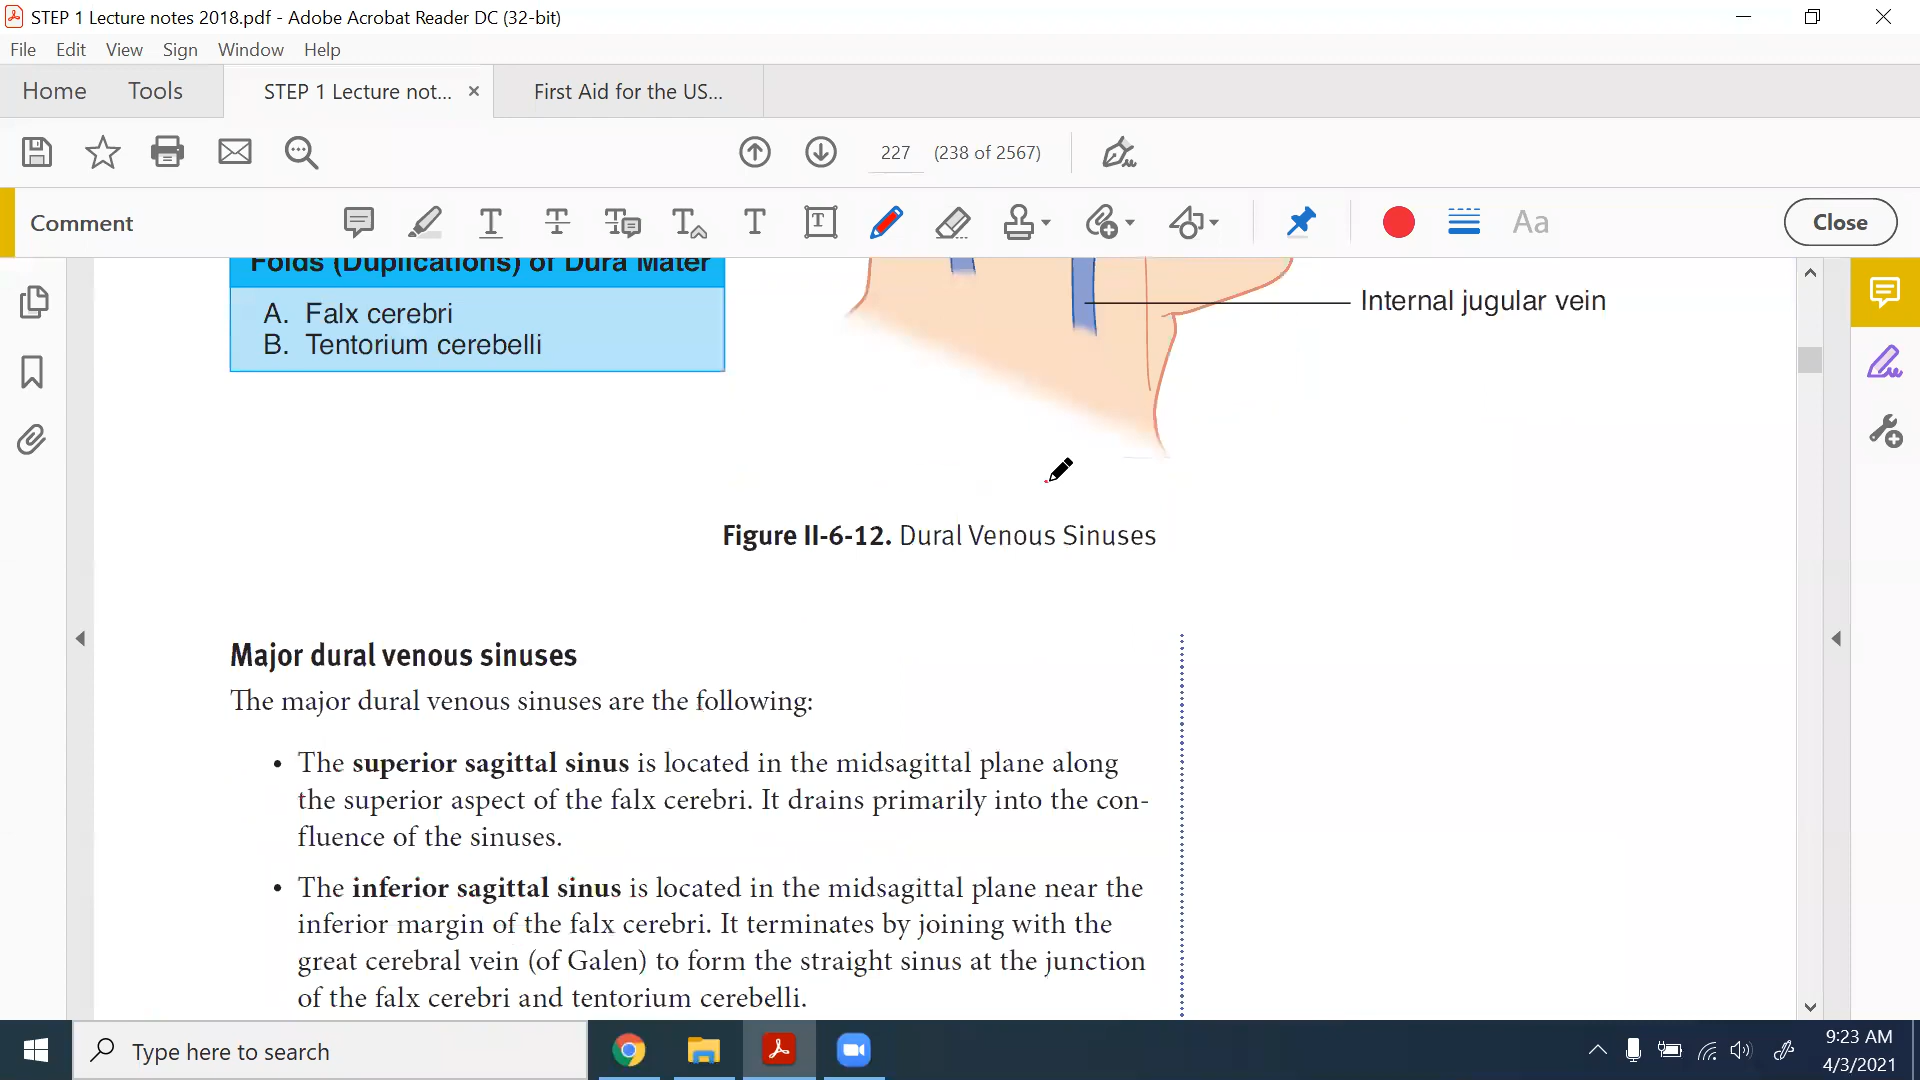 STEP 1 Lecture notes 2018.pdf - Adobe Acrobat Reader DC (32-bit)
File Edit View Sign Window Help
Home Tools STEP 1 Lecture not... × First Aid for the US...
227 (238 of 2567)
Comment Aa Close
Folds (Duplications) of Dura Mater
A. Falx cerebri
B. Tentorium cerebelli
Internal jugular vein
Figure II-6-12. Dural Venous Sinuses
Major dural venous sinuses
The major dural venous sinuses are the following:
• The superior sagittal sinus is located in the midsagittal plane along
the superior aspect of the falx cerebri. It drains primarily into the con-
fluence of the sinuses.
• The inferior sagittal sinus is located in the midsagittal plane near the
inferior margin of the falx cerebri. It terminates by joining with the
great cerebral vein (of Galen) to form the straight sinus at the junction
of the falx cerebri and tentorium cerebelli.
Type here to search
9:23 AM
4/3/2021